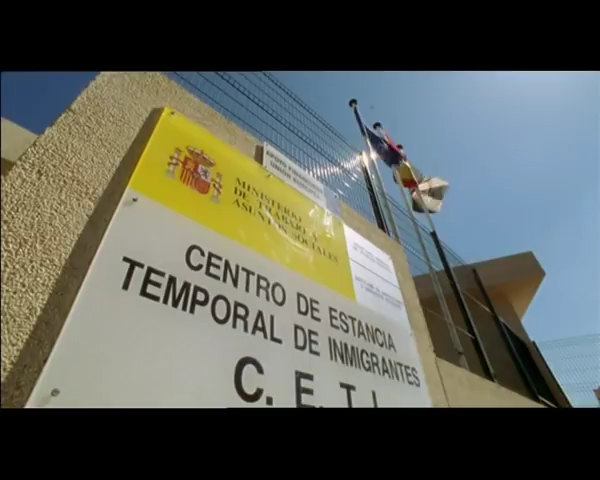 MINISTERIO
DE TRABAJO Y
ASUNTOS SOCIALES
CENTRO DE ESTANCIA
TEMPORAL DE INMIGRANTES
C. E. T. I.